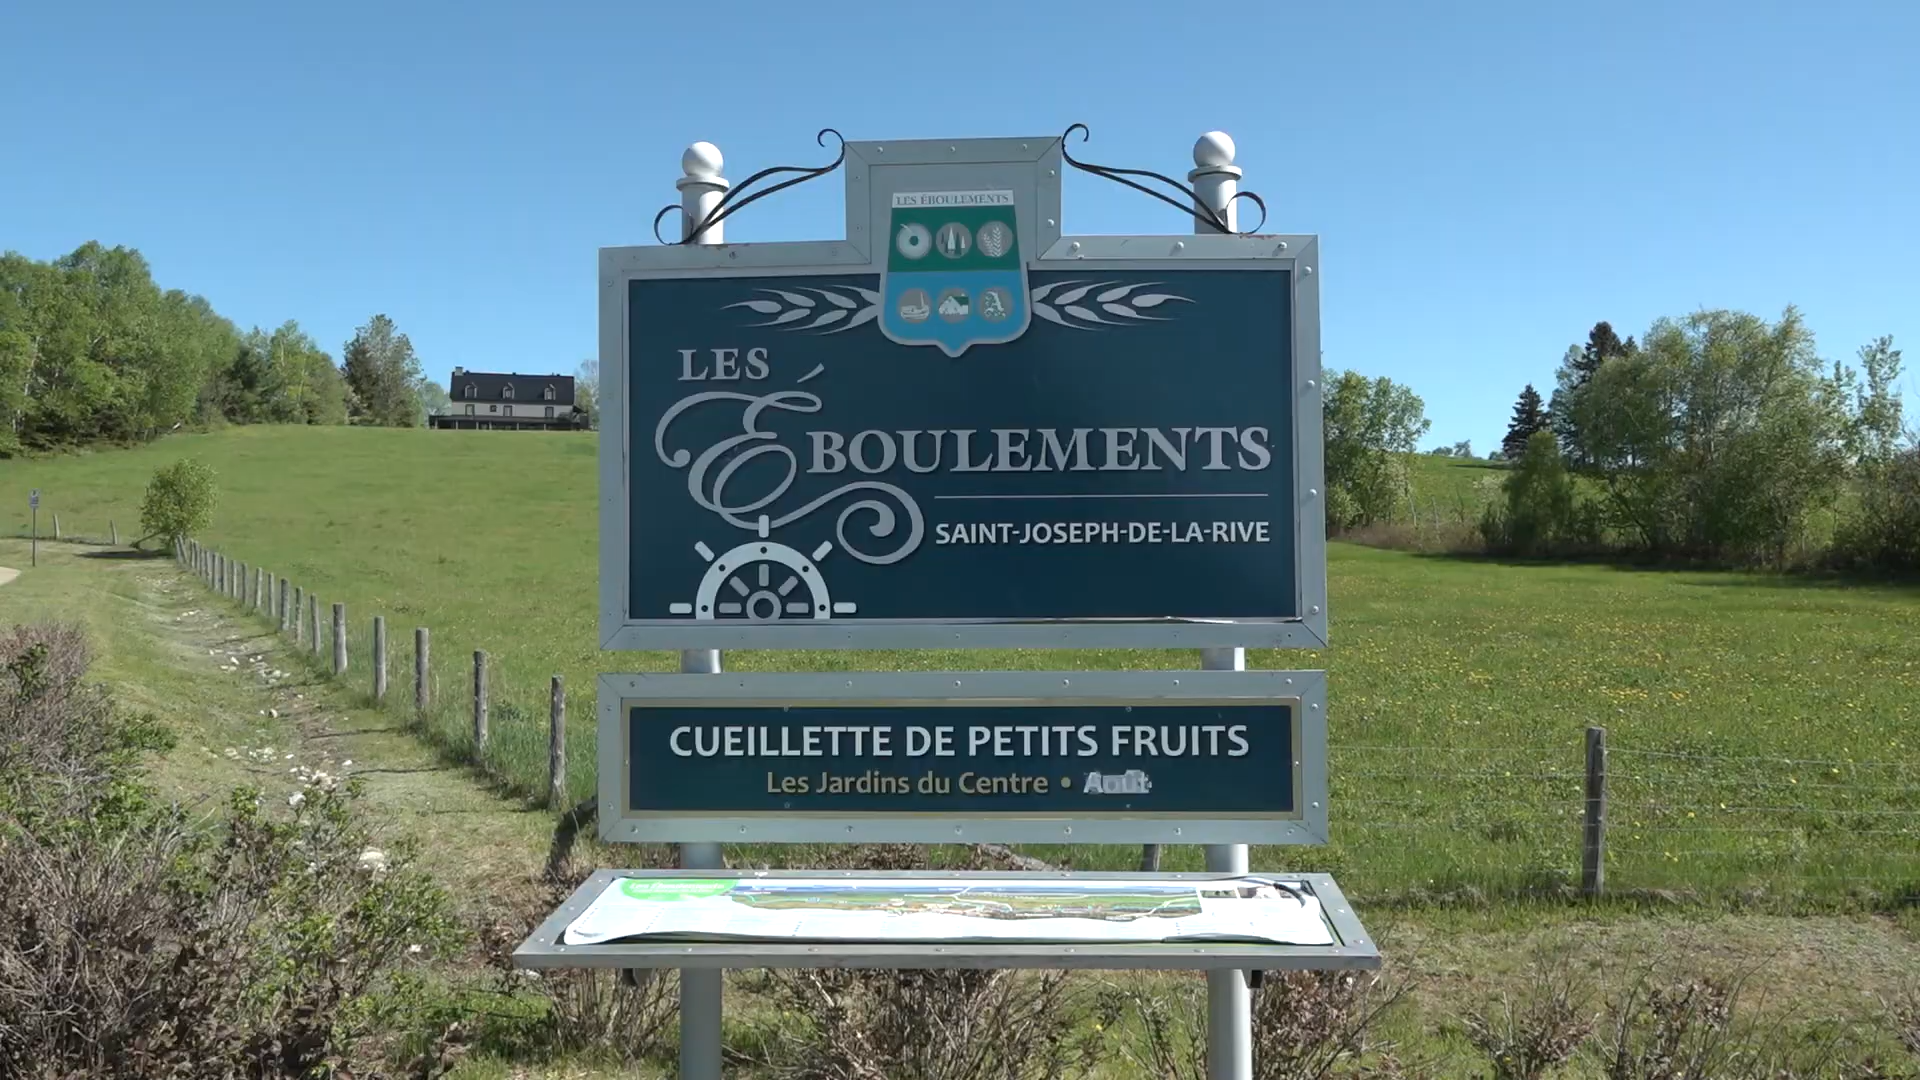 LES ÉBOULEMENTS
LES
ÉBOULEMENTS
SAINT-JOSEPH-DE-LA-RIVE
CUEILLETTE DE PETITS FRUITS
Les Jardins du Centre • Août